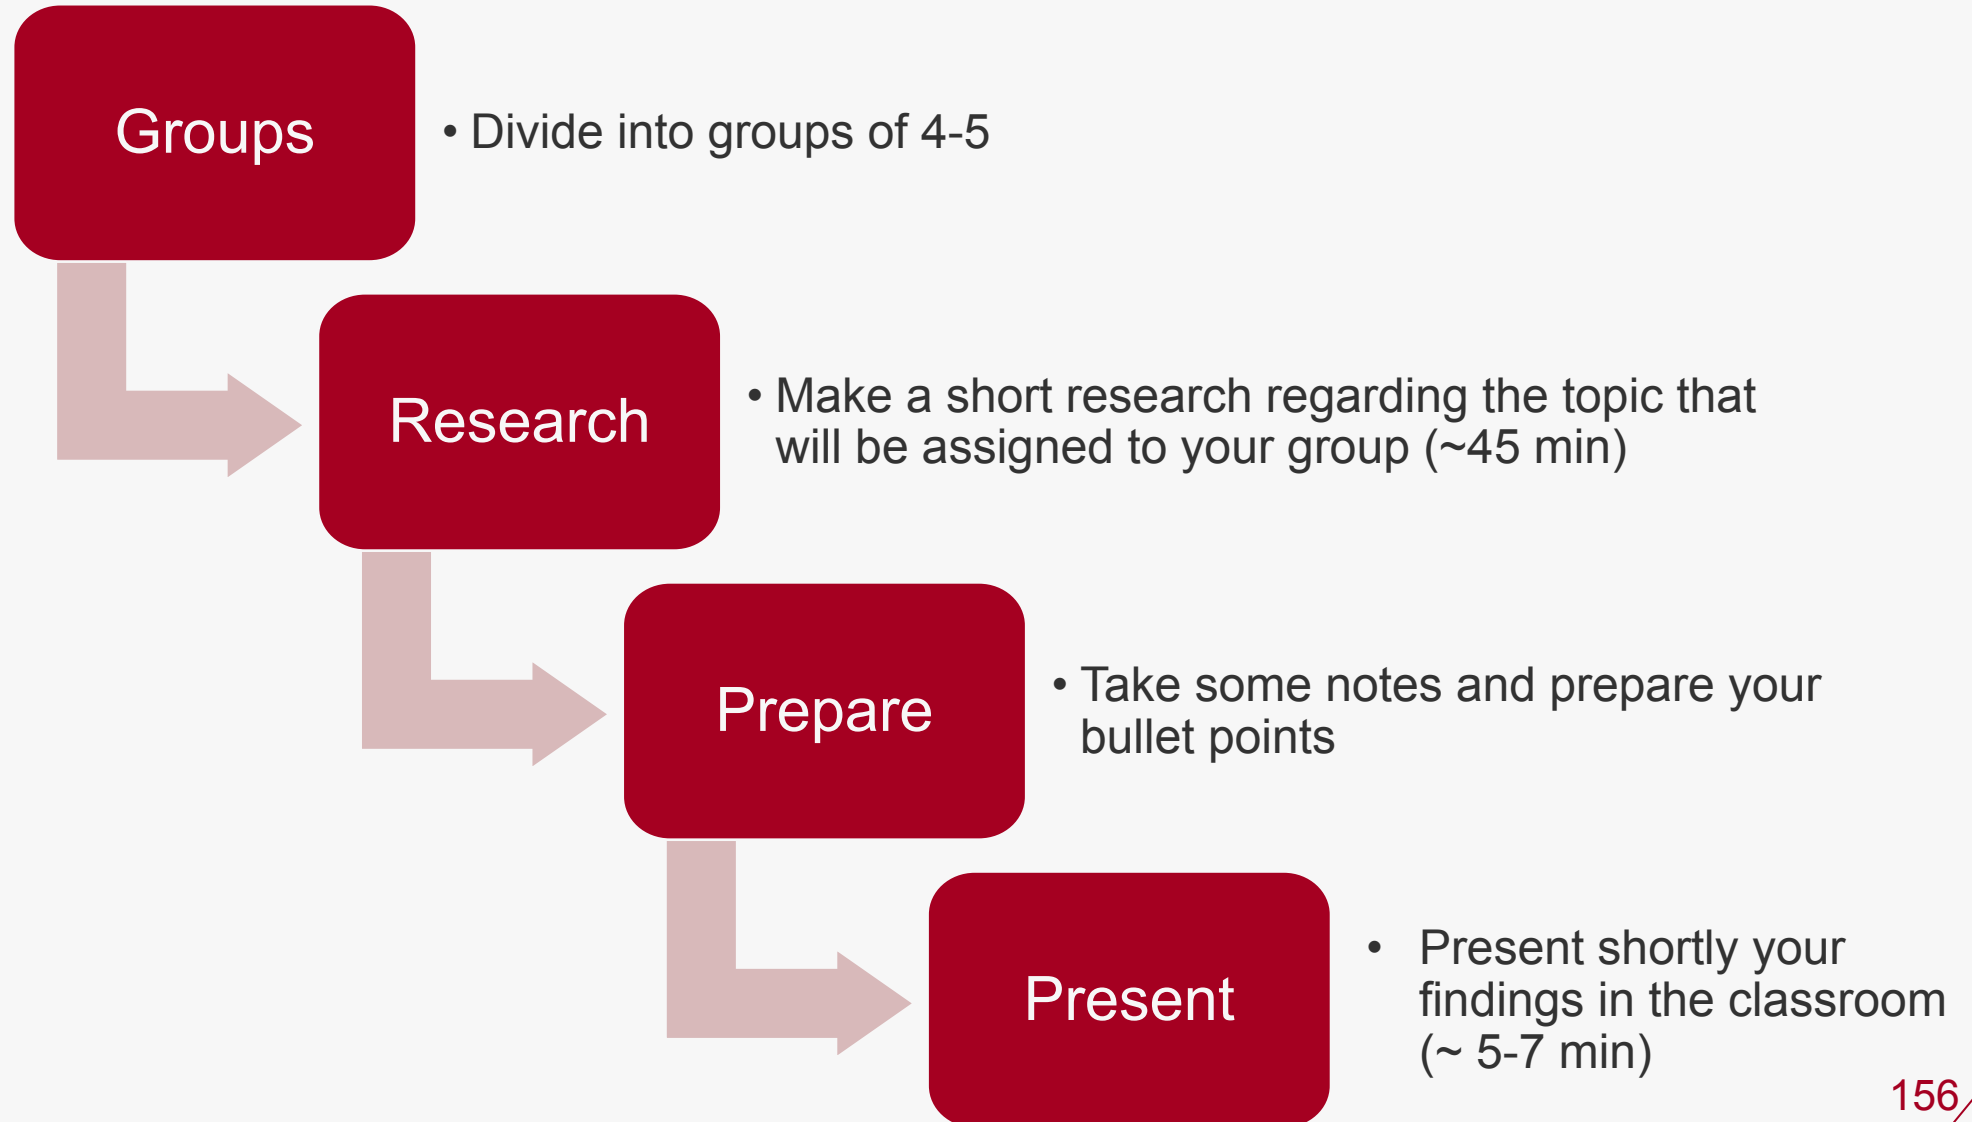 Groups
• Divide into groups of 4-5
Research
• Make a short research regarding the topic that
will be assigned to your group (~45 min)
Prepare
• Take some notes and prepare your
bullet points
Present
• Present shortly your
findings in the classroom
(~ 5-7 min)
156